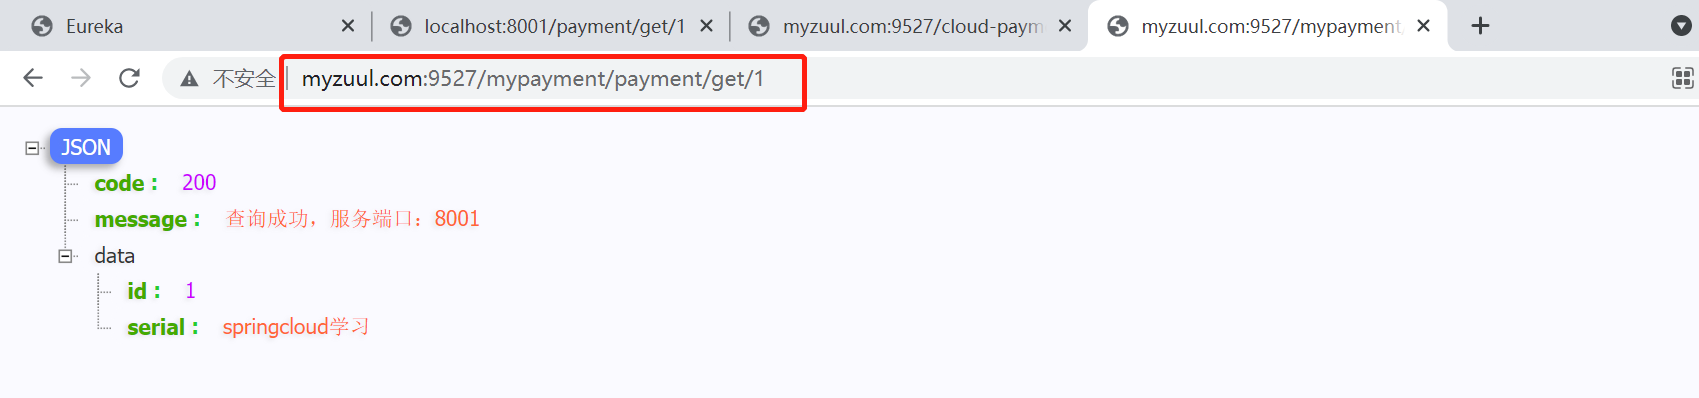 Eureka
localhost:8001/payment/get/1
myzuul.com:9527/cloud-paym
myzuul.com:9527/mypayment
不安全
myzuul.com:9527/mypayment/payment/get/1
JSON
code : 200
message : 查询成功，服务端口：8001
data
id : 1
serial : springcloud学习